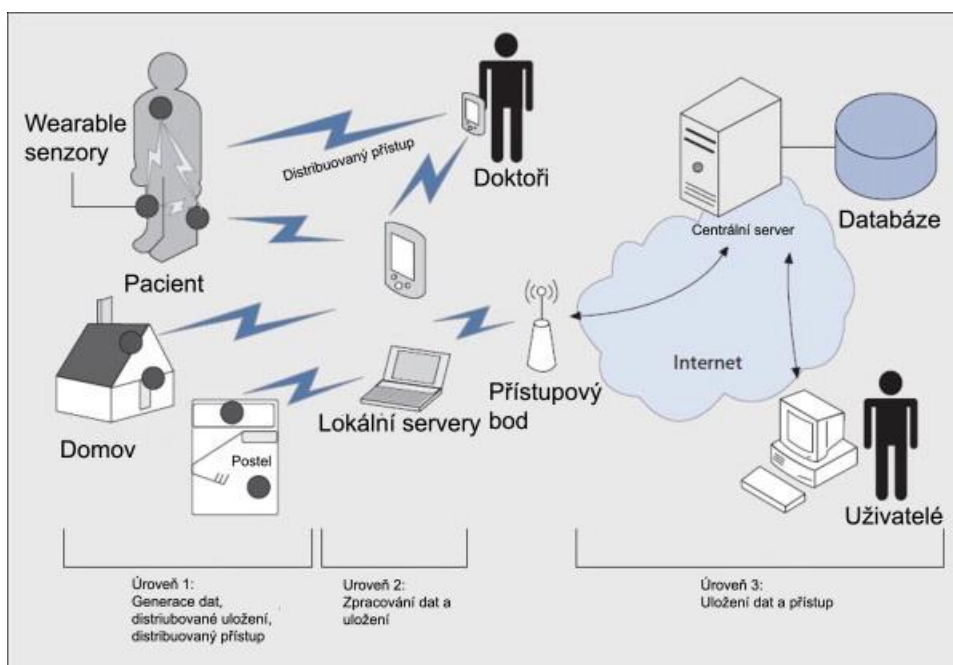 Wearable
senzory
Pacient
Distribuovaný přístup
Doktoři
Centrální server
Databáze
Internet
Domov
Postel
Lokální servery
Přístupový
bod
Uživatelé
Úroveň 1:
Generace dat,
distriubované uložení,
distribuovaný přístup
Uroveň 2:
Zpracování dat a
uložení
Úroveň 3:
Uložení dat a přístup